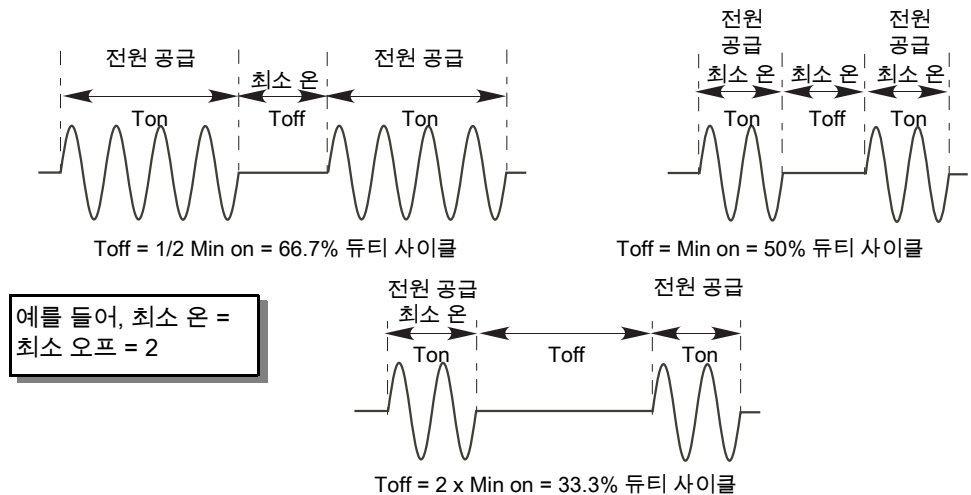 전원 공급
최소 온
전원 공급
Ton
Toff
Ton
Toff = 1/2 Min on = 66.7% 듀티 사이클
전원
공급
전원
공급
최소 온
최소 온
최소 온
Ton
Toff
Ton
Toff = Min on = 50% 듀티 사이클
예를 들어, 최소 온 =
최소 오프 = 2
전원 공급
최소 온
전원 공급
Ton
Toff
Ton
Toff = 2 x Min on = 33.3% 듀티 사이클